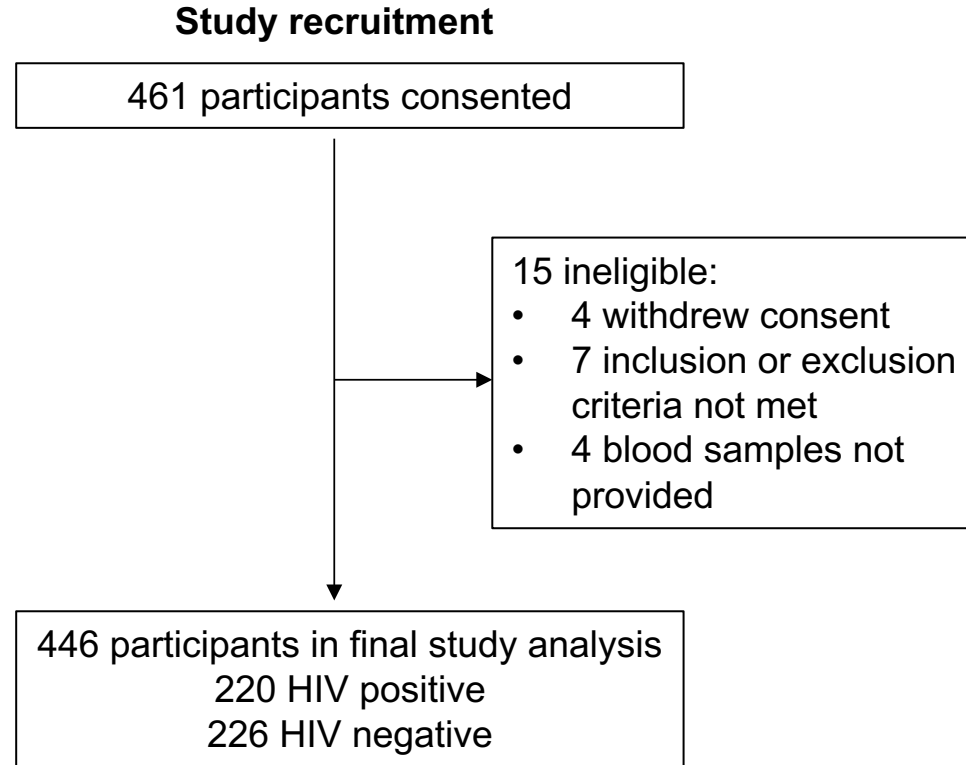 Study recruitment
461 participants consented
15 ineligible:
• 4 withdrew consent
• 7 inclusion or exclusion
criteria not met
• 4 blood samples not
provided
446 participants in final study analysis
220 HIV positive
226 HIV negative